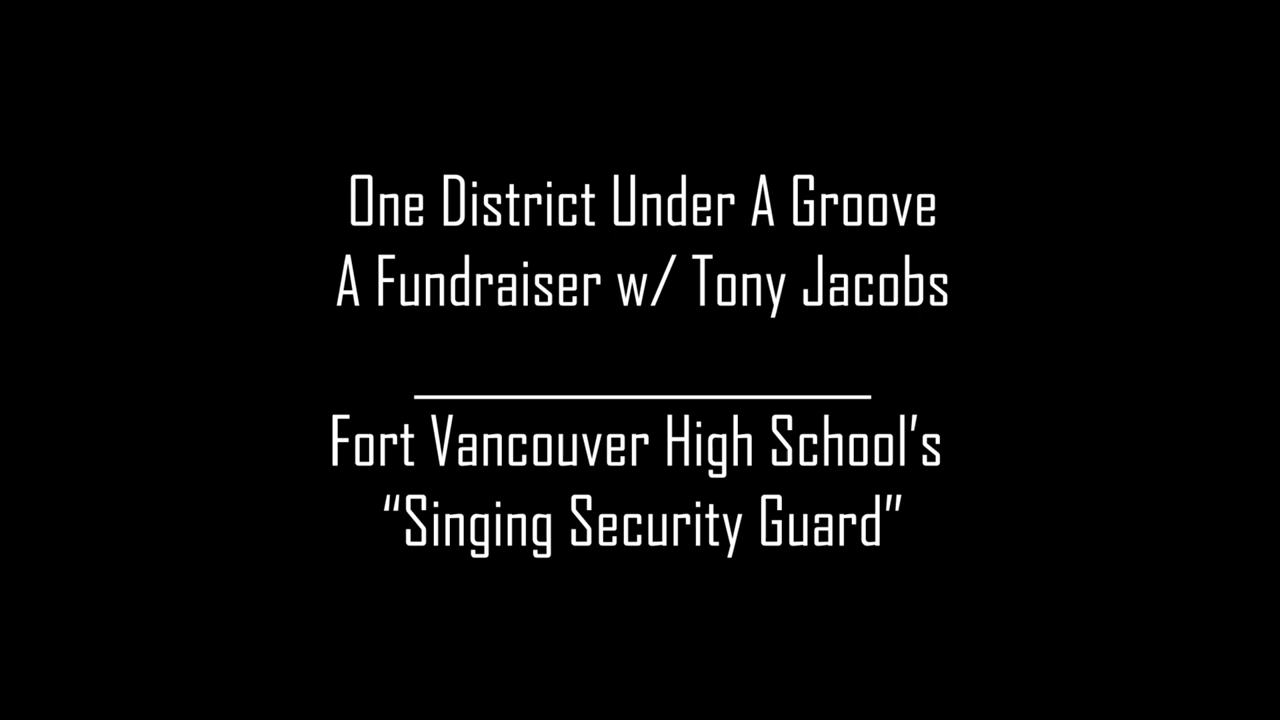 One District Under A Groove
A Fundraiser w/ Tony Jacobs
Fort Vancouver High School’s
“Singing Security Guard”